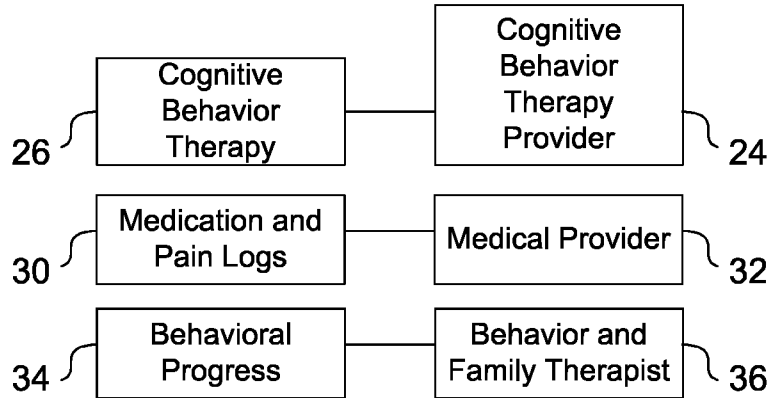 Cognitive
Behavior
Therapy
26
Cognitive
Behavior
Therapy
Provider
24
Medication and
Pain Logs
30
Medical Provider
32
Behavioral
Progress
34
Behavior and
Family Therapist
36